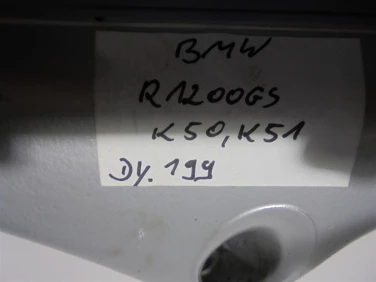 BMW
R1200GS
K50, K51
Dy. 199